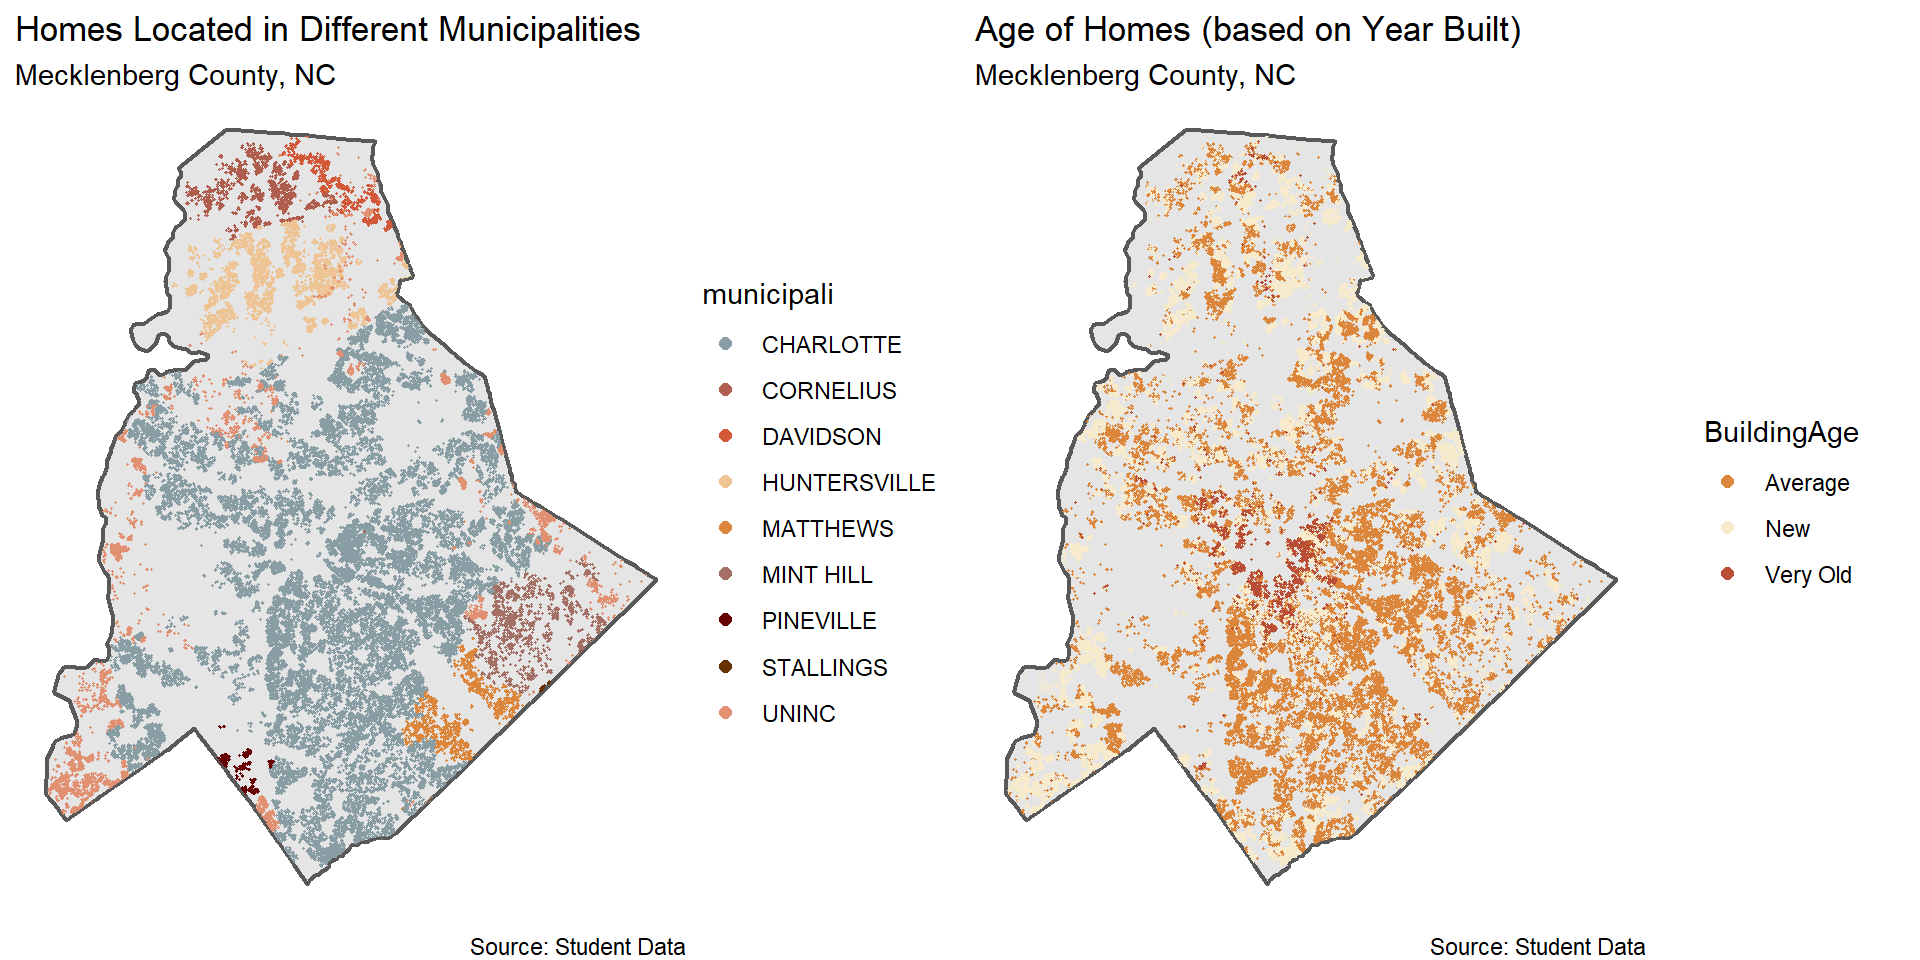 Homes Located in Different Municipalities
Mecklenberg County, NC
municipali
CHARLOTTE
CORNELIUS
DAVIDSON
HUNTERSVILLE
MATTHEWS
MINT HILL
PINEVILLE
STALLINGS
UNINC
Source: Student Data
Age of Homes (based on Year Built)
Mecklenberg County, NC
BuildingAge
Average
New
Very Old
Source: Student Data